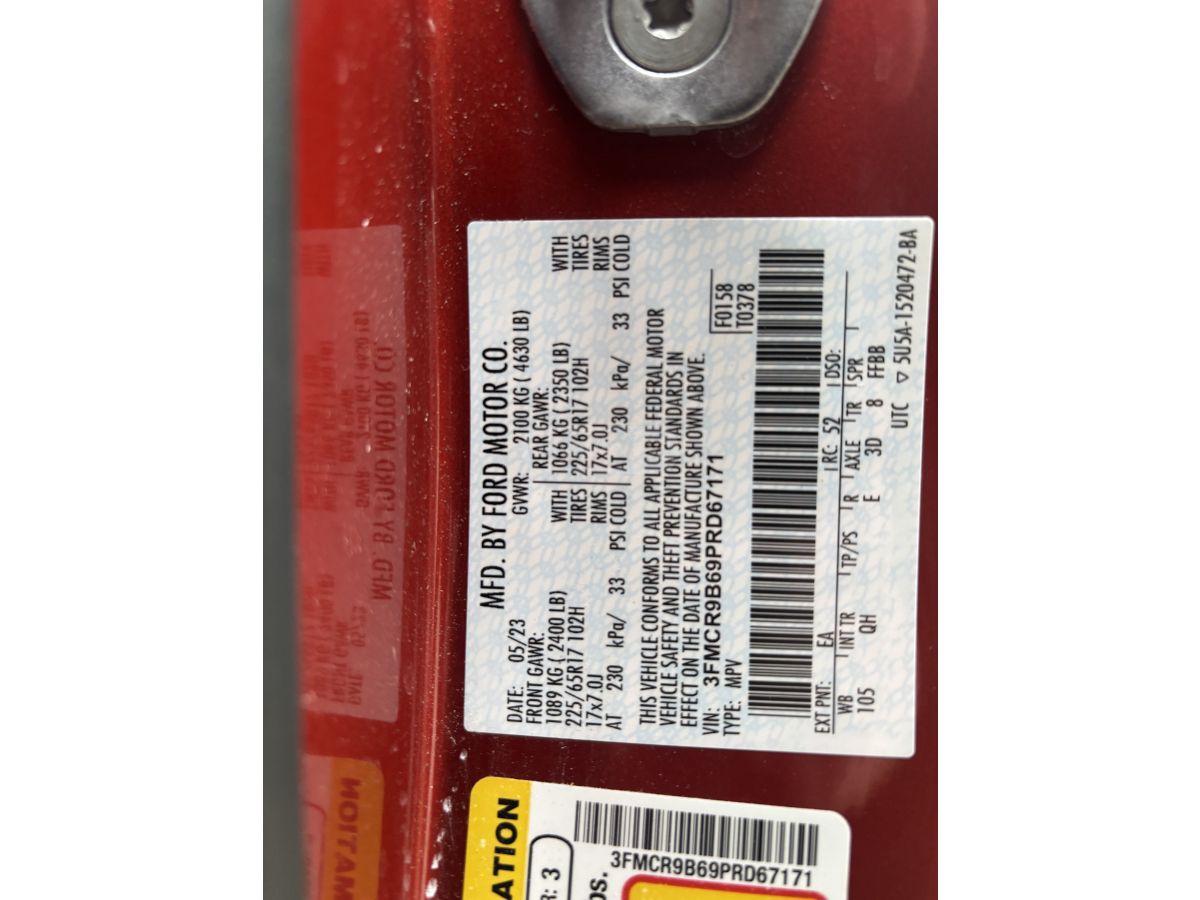 MFD. BY FORD MOTOR CO.
DATE: 05/23 GVWR: 2100 KG ( 4630 LB)
FRONT GAWR: REAR GAWR:
1089 KG ( 2400 LB) WITH 1066 KG ( 2350 LB) WITH
225/65R17 102H TIRES 225/65R17 102H TIRES
17x7.0J RIMS 17x7.0J RIMS
AT 230 kPa/ 33 PSI COLD AT 230 kPa/ 33 PSI COLD
THIS VEHICLE CONFORMS TO ALL APPLICABLE FEDERAL MOTOR
VEHICLE SAFETY AND THEFT PREVENTION STANDARDS IN
EFFECT ON THE DATE OF MANUFACTURE SHOWN ABOVE.
VIN: 3FMCR9B69PRD67171 F0158
TYPE: MPV T0378
EXT PNT: EA RC: 52 DSO:
WB INT TR TP/PS R AXLE TR SPR
105 QH E 3D 8 FFBB
UTC ▽ 5U5A-1520472-BA
ATION
R: 3
os.
3FMCR9B69PRD67171